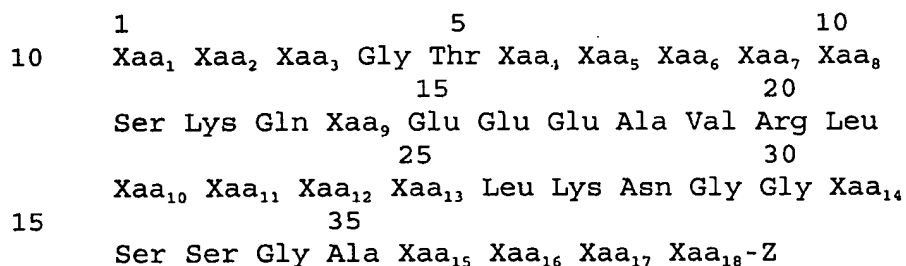 1 5 10
10 Xaa₁ Xaa₂ Xaa₃ Gly Thr Xaa₄ Xaa₅ Xaa₆ Xaa₇ Xaa₈
15 20
Ser Lys Gln Xaa₉ Glu Glu Glu Ala Val Arg Leu
25 30
Xaa₁₀ Xaa₁₁ Xaa₁₂ Xaa₁₃ Leu Lys Asn Gly Gly Xaa₁₄
15 35
Ser Ser Gly Ala Xaa₁₅ Xaa₁₆ Xaa₁₇ Xaa₁₈-Z